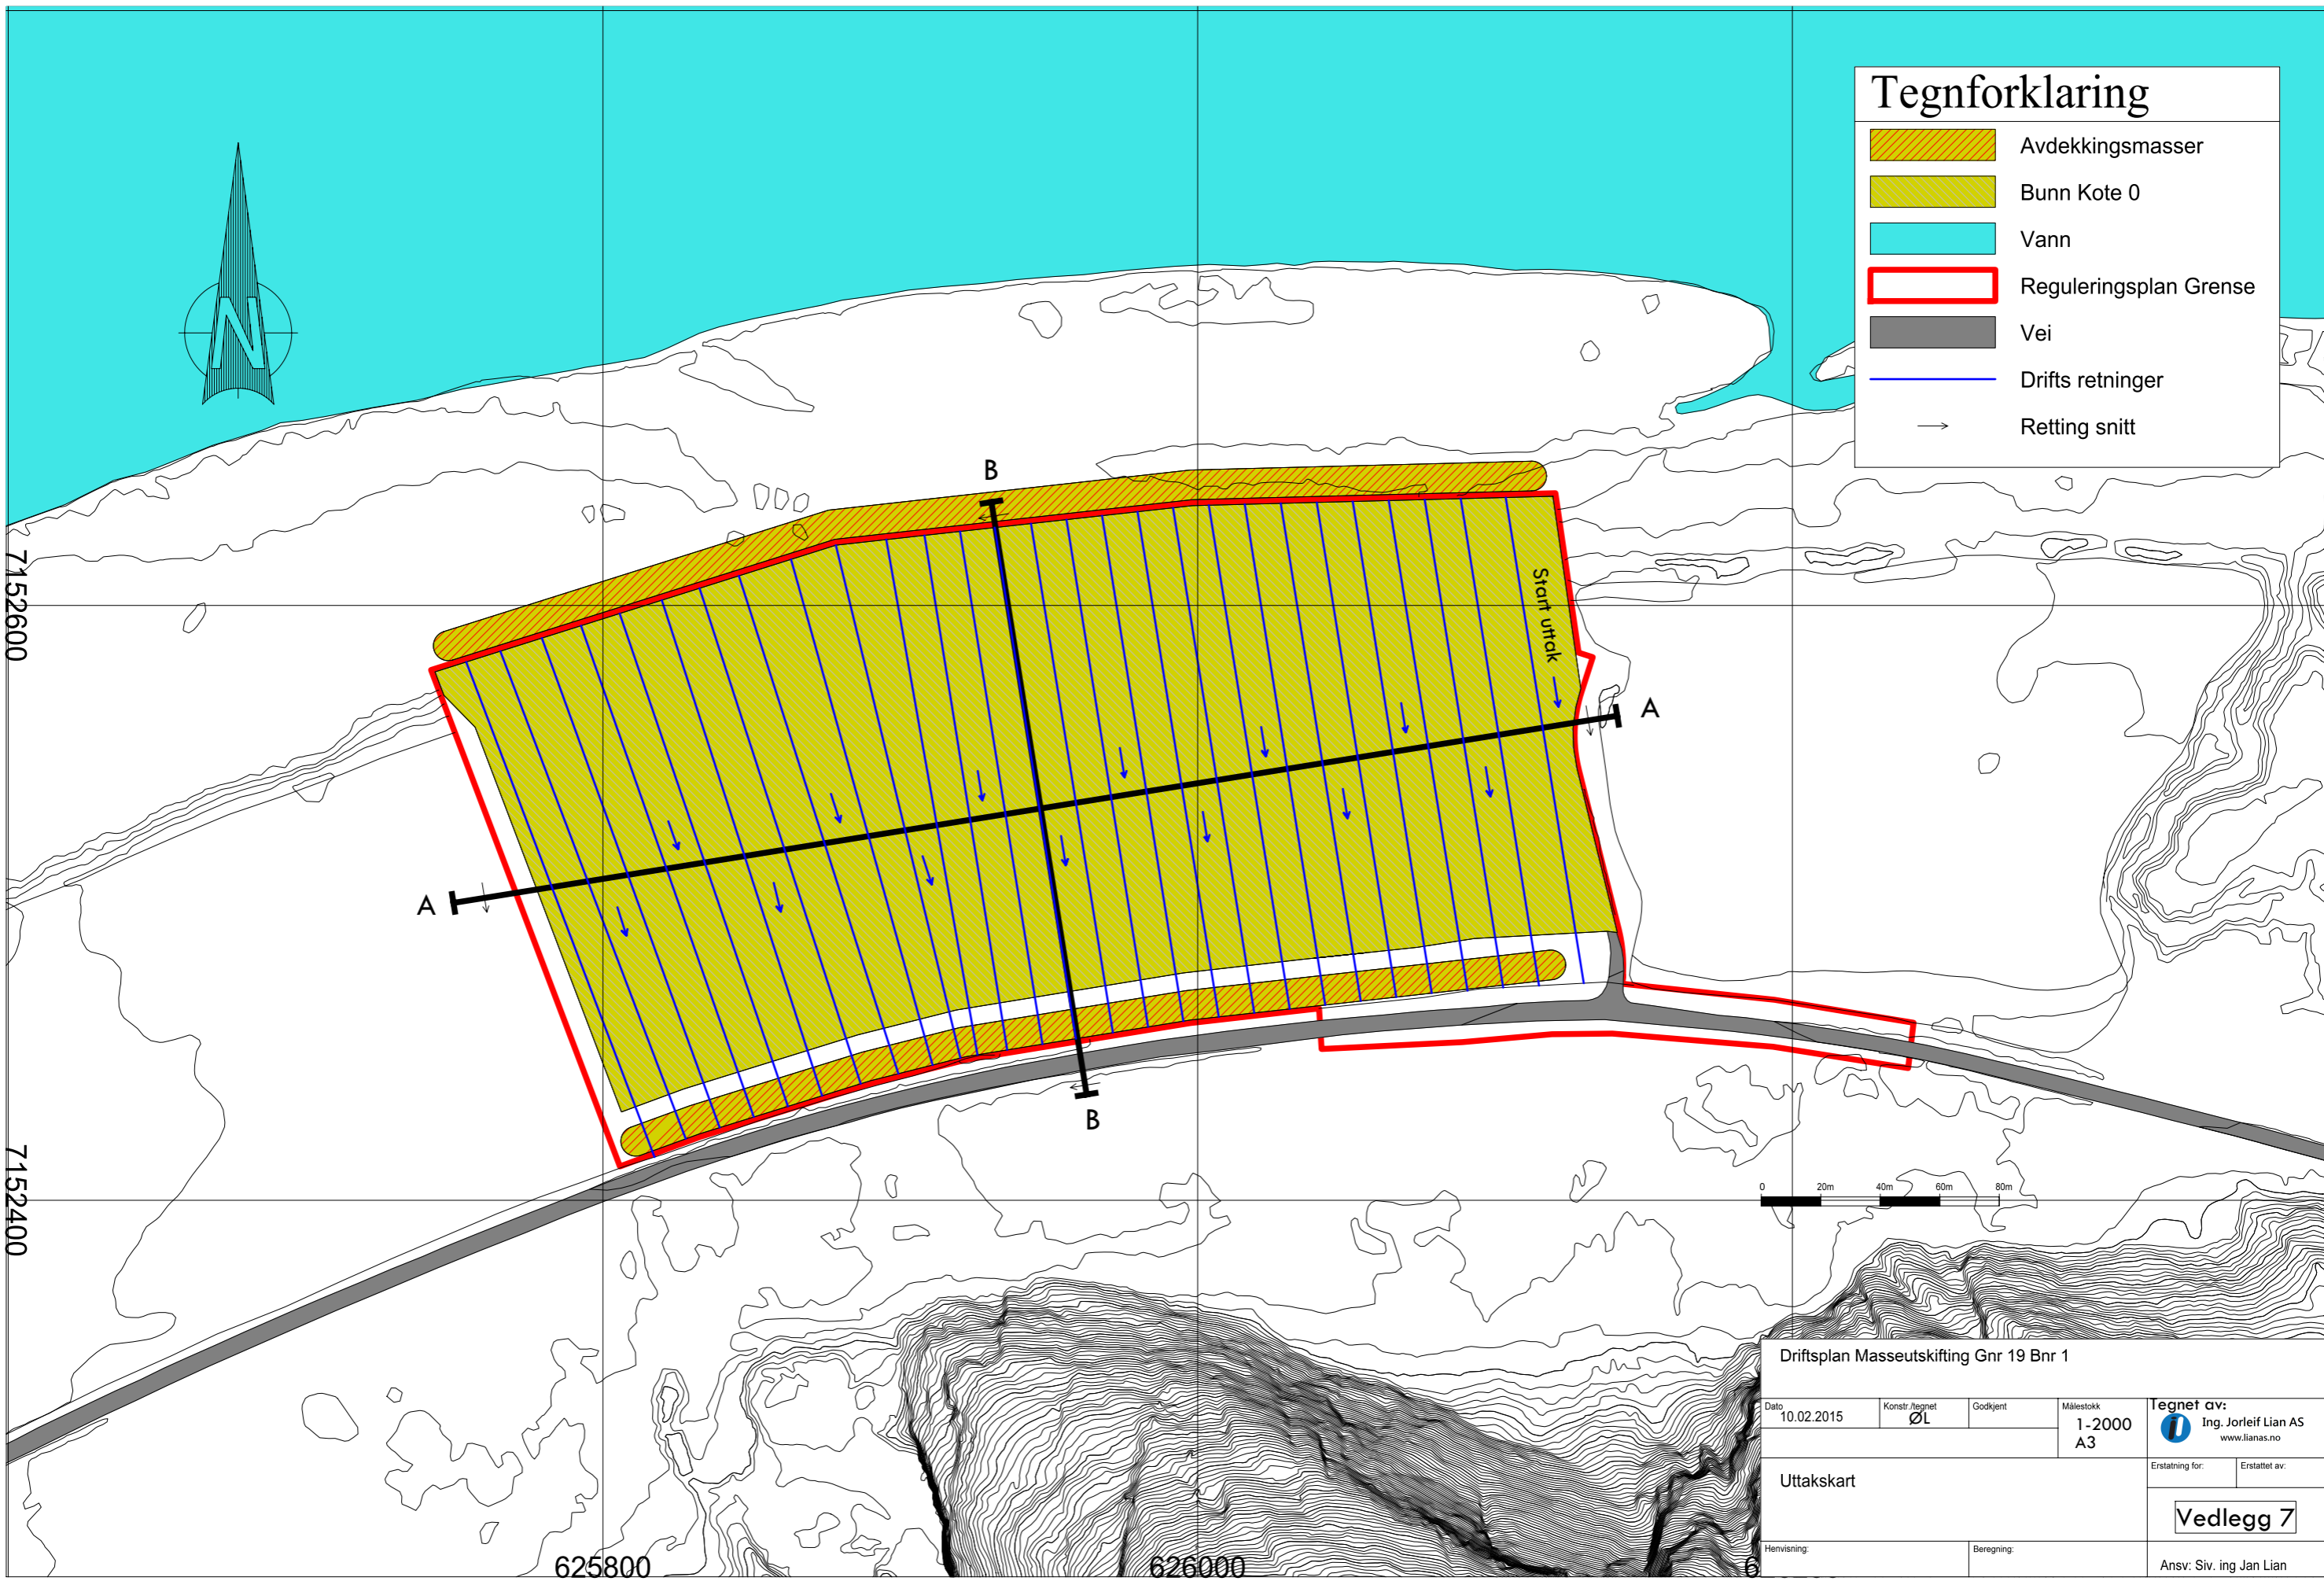 Tegnforklaring
Avdekkingsmasser
Bunn Kote 0
Vann
Reguleringsplan Grense
Vei
Drifts retninger
Retting snitt
N
B
Start uttak
A
A
B
7152600
7152400
625800
626000
0 20m 40m 60m 80m
Driftsplan Masseutskifting Gnr 19 Bnr 1
Dato
10.02.2015
Konstr./tegnet
ØL
Godkjent
Målestokk
1-2000
A3
Tegnet av:
Ing. Jorleif Lian AS
www.lianas.no
Uttakskart
Erstatning for:
Erstattet av:
Vedlegg 7
Henvisning:
Beregning:
Ansv: Siv. ing Jan Lian